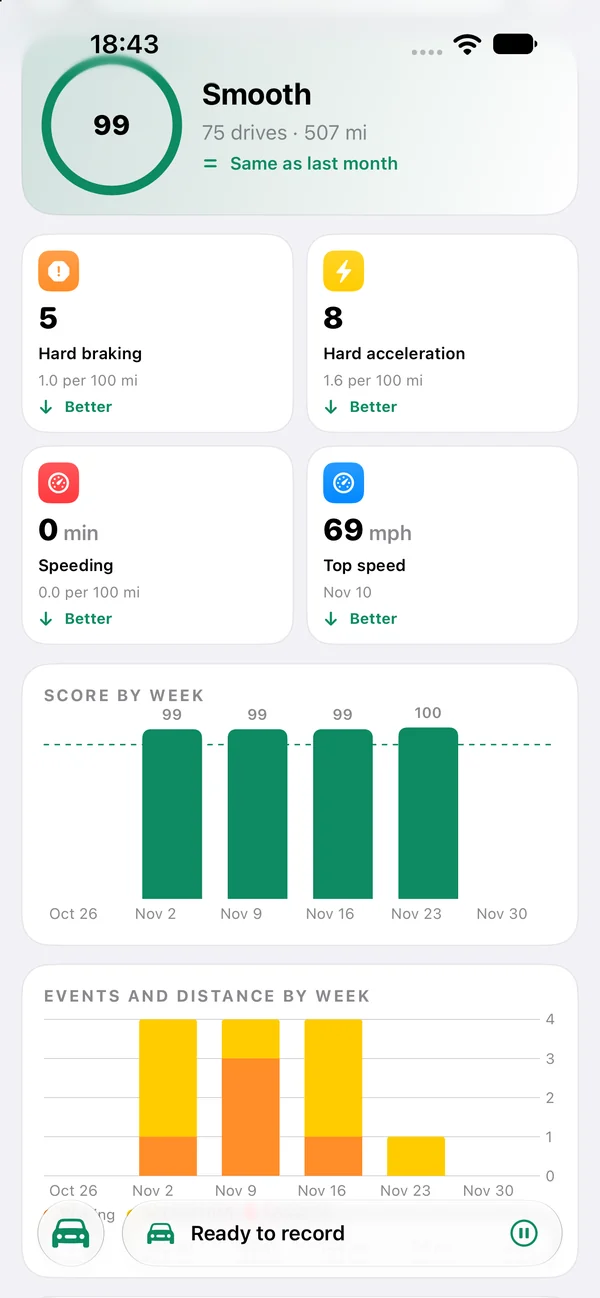 18:43
99
Smooth
75 drives · 507 mi
= Same as last month
5
Hard braking
1.0 per 100 mi
↓ Better
8
Hard acceleration
1.6 per 100 mi
↓ Better
0 min
Speeding
0.0 per 100 mi
↓ Better
69 mph
Top speed
Nov 10
↓ Better
SCORE BY WEEK
99 99 99 100
Oct 26 Nov 2 Nov 9 Nov 16 Nov 23 Nov 30
EVENTS AND DISTANCE BY WEEK
4
3
2
1
0
Oct 26 Nov 2 Nov 9 Nov 16 Nov 23 Nov 30
Ready to record